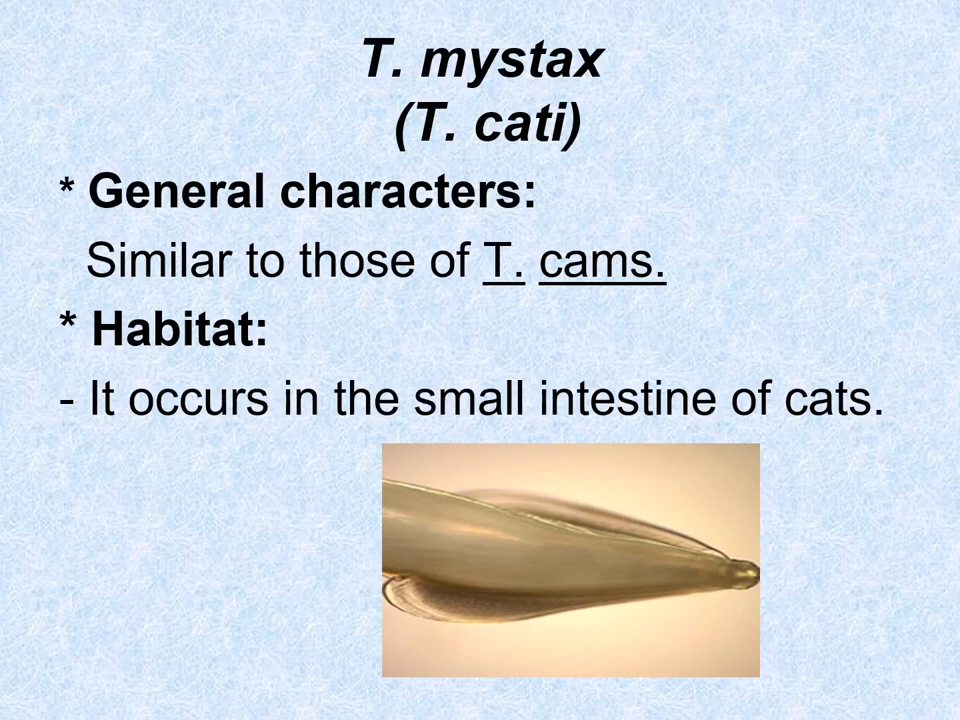 T. mystax
(T. cati)
* General characters:
Similar to those of T. cams.
* Habitat:
- It occurs in the small intestine of cats.